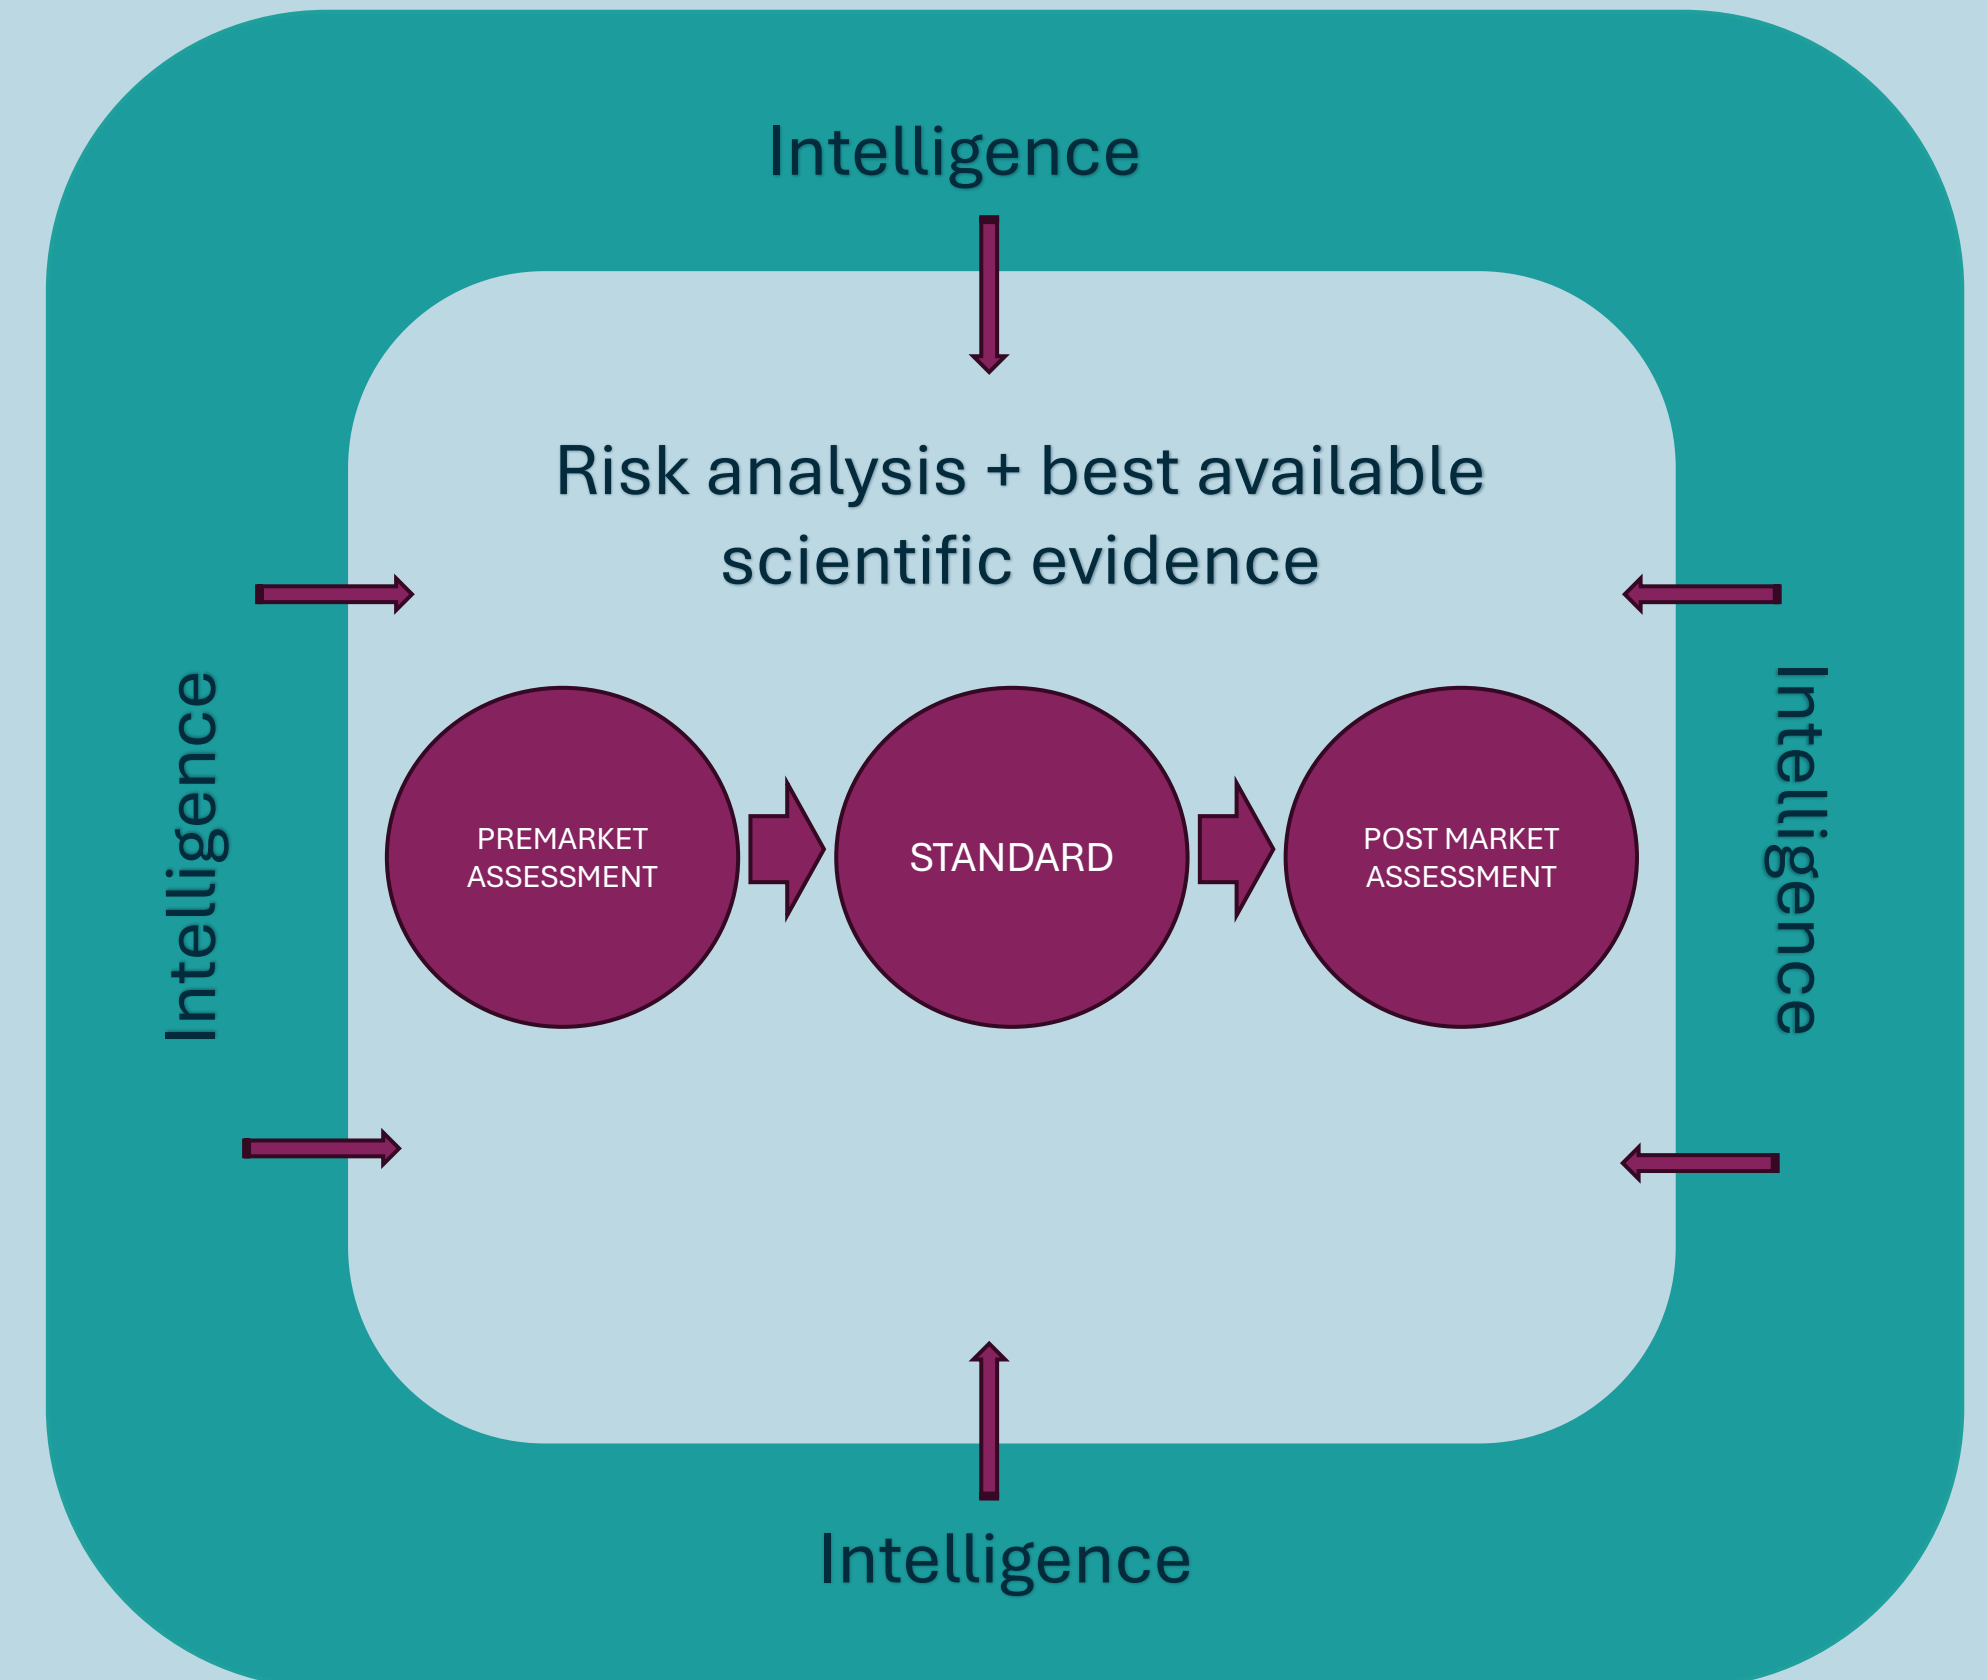 Intelligence
Risk analysis + best available
scientific evidence
Intelligence
PREMARKET
ASSESSMENT
STANDARD
POST MARKET
ASSESSMENT
Intelligence
Intelligence